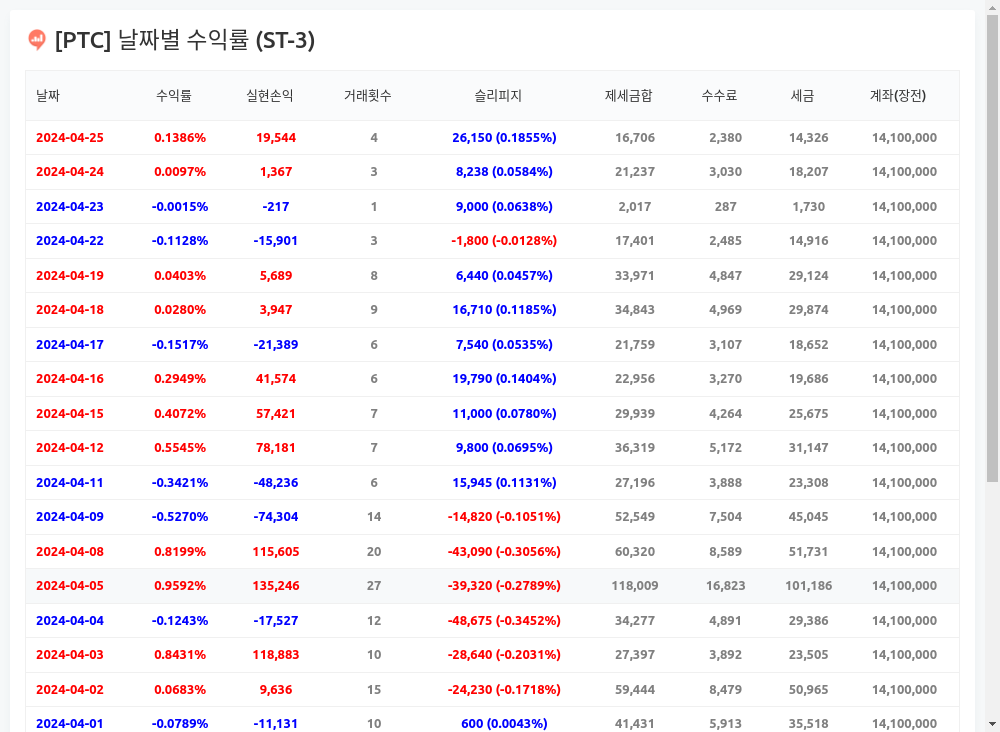 [PTC] 날짜별 수익률 (ST-3)
날짜 수익률 실현손익 거래횟수 슬리피지 제세금합 수수료 세금 계좌(장전)
2024-04-25 0.1386% 19,544 4 26,150 (0.1855%) 16,706 2,380 14,326 14,100,000
2024-04-24 0.0097% 1,367 3 8,238 (0.0584%) 21,237 3,030 18,207 14,100,000
2024-04-23 -0.0015% -217 1 9,000 (0.0638%) 2,017 287 1,730 14,100,000
2024-04-22 -0.1128% -15,901 3 -1,800 (-0.0128%) 17,401 2,485 14,916 14,100,000
2024-04-19 0.0403% 5,689 8 6,440 (0.0457%) 33,971 4,847 29,124 14,100,000
2024-04-18 0.0280% 3,947 9 16,710 (0.1185%) 34,843 4,969 29,874 14,100,000
2024-04-17 -0.1517% -21,389 6 7,540 (0.0535%) 21,759 3,107 18,652 14,100,000
2024-04-16 0.2949% 41,574 6 19,790 (0.1404%) 22,956 3,270 19,686 14,100,000
2024-04-15 0.4072% 57,421 7 11,000 (0.0780%) 29,939 4,264 25,675 14,100,000
2024-04-12 0.5545% 78,181 7 9,800 (0.0695%) 36,319 5,172 31,147 14,100,000
2024-04-11 -0.3421% -48,236 6 15,945 (0.1131%) 27,196 3,888 23,308 14,100,000
2024-04-09 -0.5270% -74,304 14 -14,820 (-0.1051%) 52,549 7,504 45,045 14,100,000
2024-04-08 0.8199% 115,605 20 -43,090 (-0.3056%) 60,320 8,589 51,731 14,100,000
2024-04-05 0.9592% 135,246 27 -39,320 (-0.2789%) 118,009 16,823 101,186 14,100,000
2024-04-04 -0.1243% -17,527 12 -48,675 (-0.3452%) 34,277 4,891 29,386 14,100,000
2024-04-03 0.8431% 118,883 10 -28,640 (-0.2031%) 27,397 3,892 23,505 14,100,000
2024-04-02 0.0683% 9,636 15 -24,230 (-0.1718%) 59,444 8,479 50,965 14,100,000
2024-04-01 -0.0789% -11,131 10 600 (0.0043%) 41,431 5,913 35,518 14,100,000